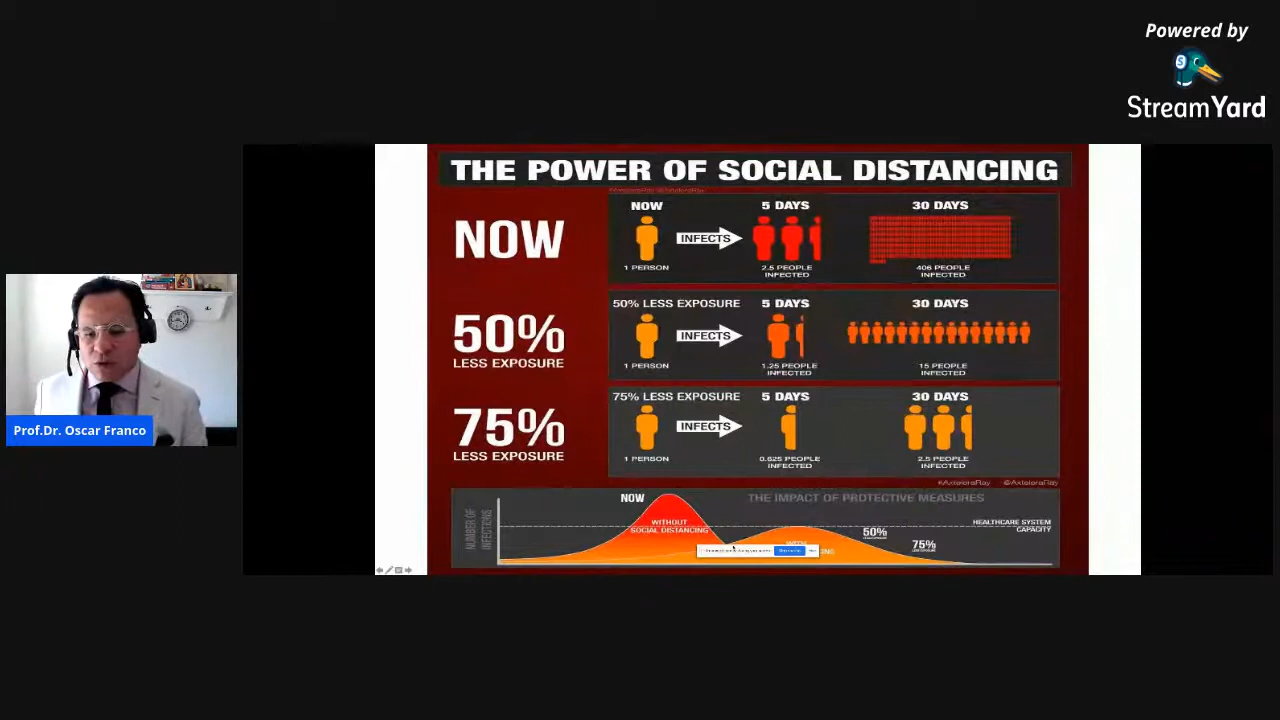 Powered by
StreamYard
THE POWER OF SOCIAL DISTANCING
NOW
NOW
5 DAYS
30 DAYS
INFECTS
1 PERSON
2.5 PEOPLE
INFECTED
406 PEOPLE
INFECTED
50%
LESS EXPOSURE
50% LESS EXPOSURE
5 DAYS
30 DAYS
INFECTS
1 PERSON
1.25 PEOPLE
INFECTED
15 PEOPLE
INFECTED
75%
LESS EXPOSURE
75% LESS EXPOSURE
5 DAYS
30 DAYS
INFECTS
1 PERSON
0.625 PEOPLE
INFECTED
2.5 PEOPLE
INFECTED
Prof.Dr. Oscar Franco
NUMBER OF
INFECTIONS
NOW
THE IMPACT OF PROTECTIVE MEASURES
WITHOUT
SOCIAL DISTANCING
HEALTHCARE SYSTEM
CAPACITY
50%
75%